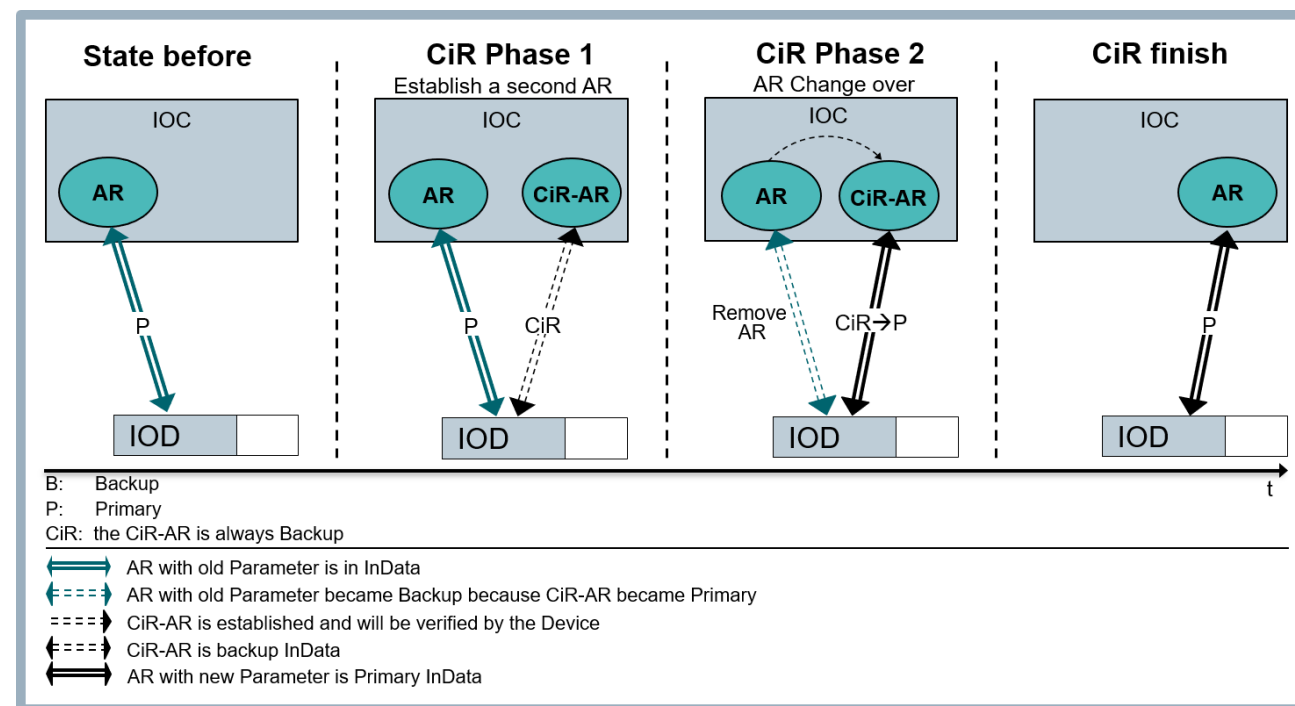 State before
CiR Phase 1
CiR Phase 2
CiR finish
Establish a second AR
AR Change over
IOC
IOC
IOC
IOC
AR
AR
CiR-AR
AR
CiR-AR
AR
P
P
CiR
Remove
AR
CiR→P
P
IOD
IOD
IOD
IOD
t
B: Backup
P: Primary
CiR: the CiR-AR is always Backup
AR with old Parameter is in InData
AR with old Parameter became Backup because CiR-AR became Primary
CiR-AR is established and will be verified by the Device
CiR-AR is backup InData
AR with new Parameter is Primary InData